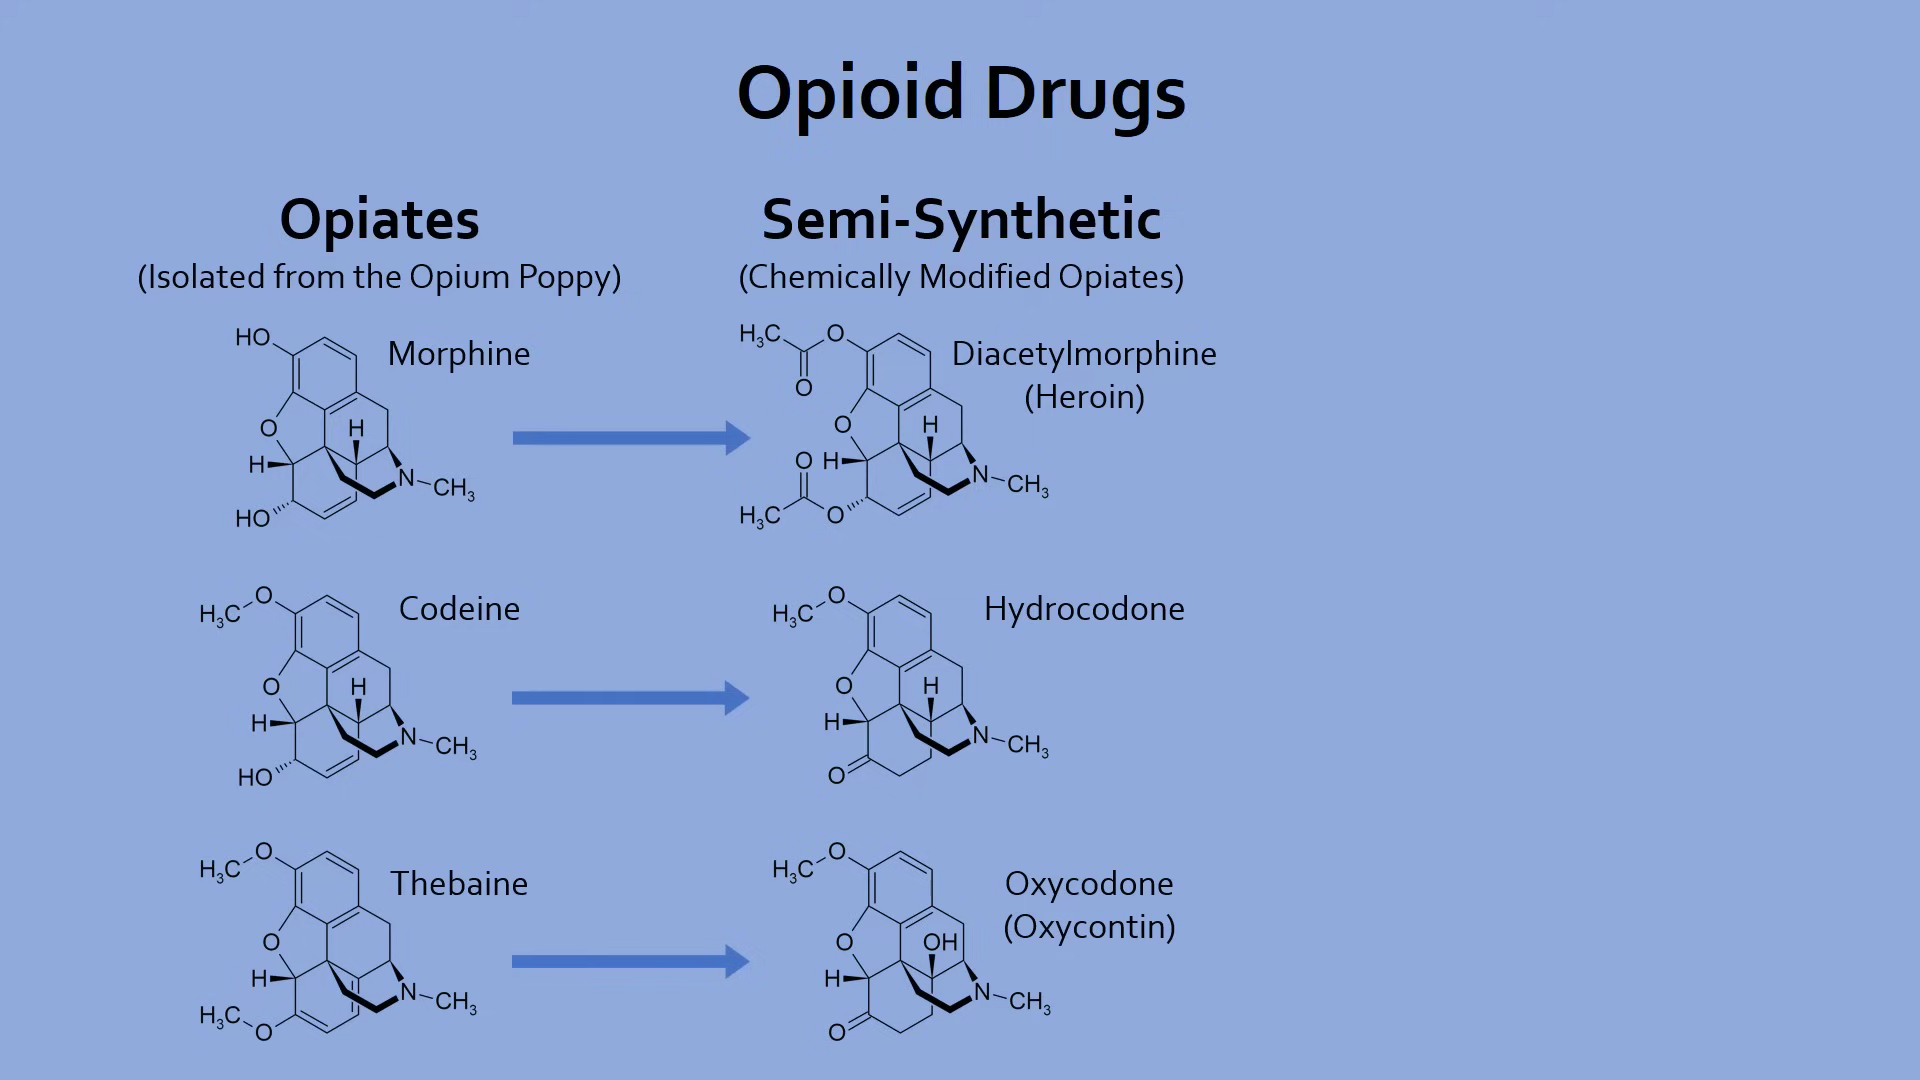 Opioid Drugs
Opiates
(Isolated from the Opium Poppy)
Semi-Synthetic
(Chemically Modified Opiates)
Morphine
HO
O
H
H
N
CH₃
HO
Diacetylmorphine
(Heroin)
H₃C
O
O
O
H
O
H
N
CH₃
H₃C
O
Codeine
H₃C
O
O
H
H
N
CH₃
HO
Hydrocodone
H₃C
O
O
H
H
N
CH₃
O
Thebaine
H₃C
O
O
H
N
CH₃
H₃C
O
Oxycodone
(Oxycontin)
H₃C
O
O
OH
H
N
CH₃
O